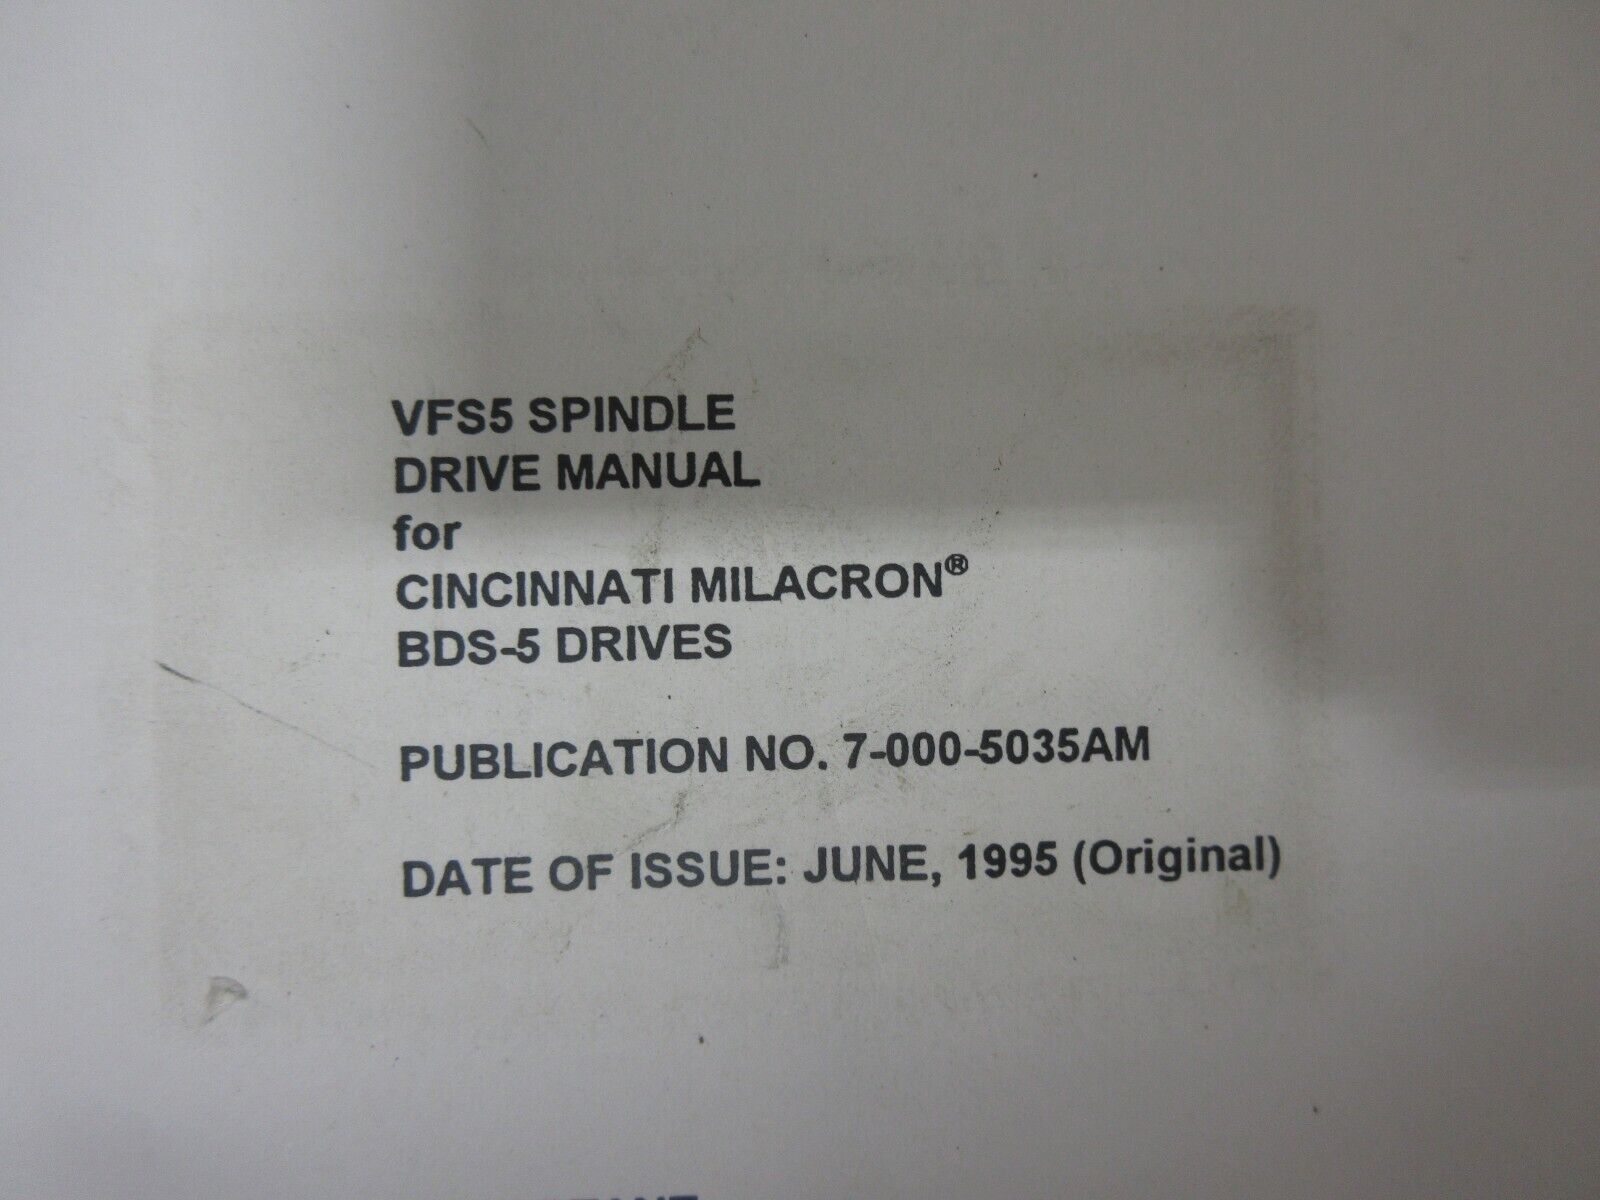 VFS5 SPINDLE
DRIVE MANUAL
for
CINCINNATI MILACRON®
BDS-5 DRIVES
PUBLICATION NO. 7-000-5035AM
DATE OF ISSUE: JUNE, 1995 (Original)